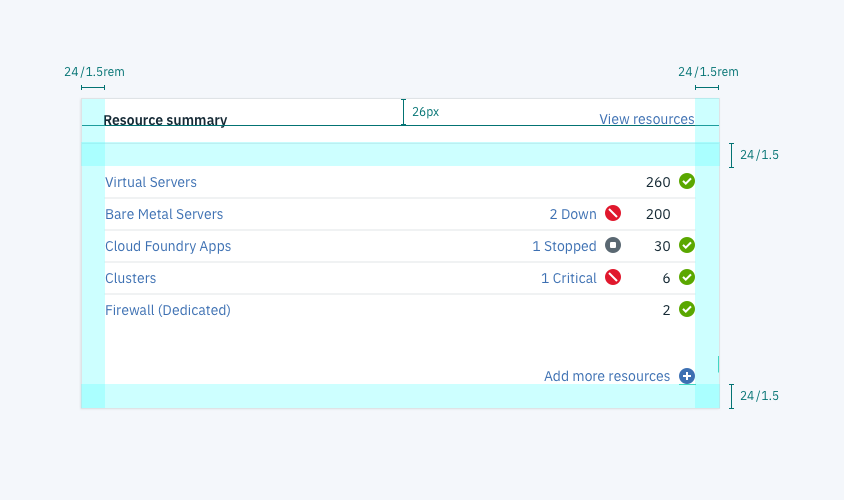 24/1.5rem 24/1.5rem
26px
Resource summary View resources
24/1.5
Virtual Servers 260
Bare Metal Servers 2 Down 200
Cloud Foundry Apps 1 Stopped 30
Clusters 1 Critical 6
Firewall (Dedicated) 2
Add more resources
24/1.5